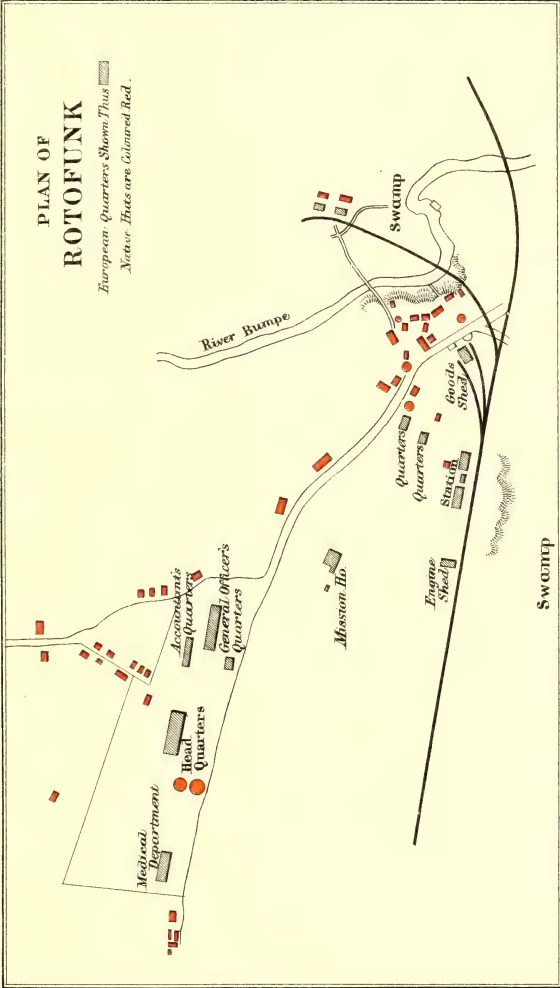 PLAN OF
ROTOFUNK
European Quarters Shown Thus
Native Huts are Coloured Red.
River Bumpe
Swamp
Goods
Shed
Quarters
Quarters
Station
Engine
Shed
Mission Ho.
Swamp
Accountant's
Quarters
General Officer's
Quarters
Head
Quarters
Medical
Department